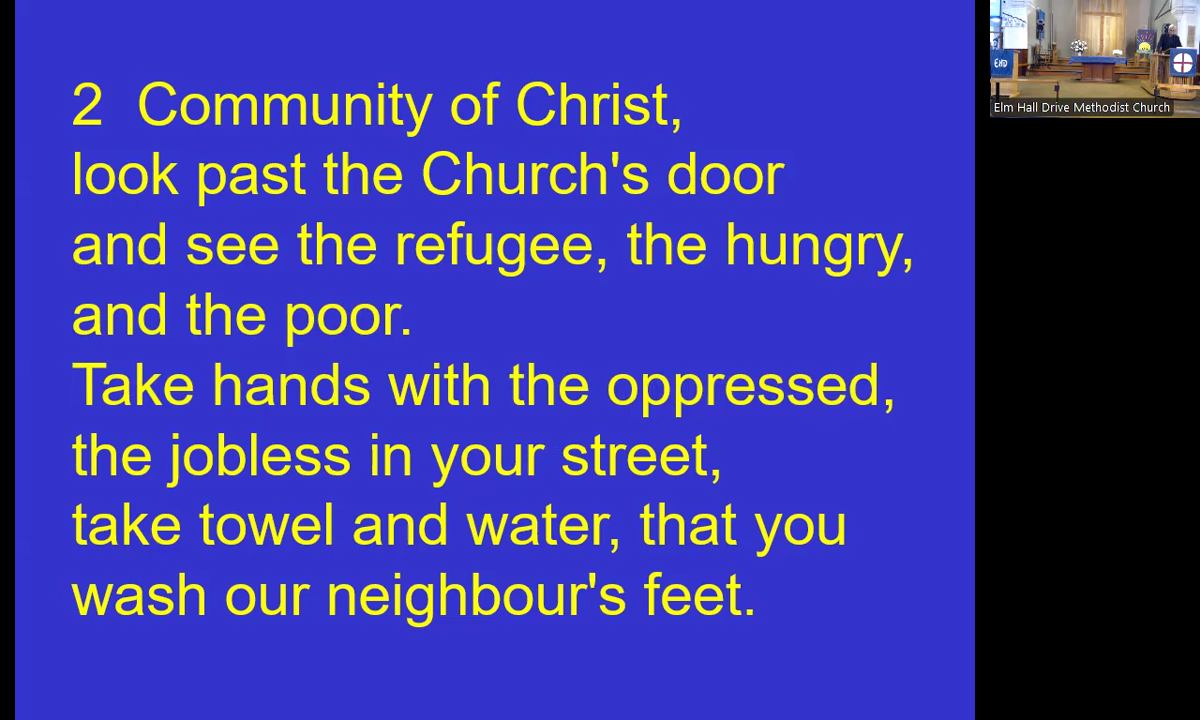 2 Community of Christ,
look past the Church's door
and see the refugee, the hungry,
and the poor.
Take hands with the oppressed,
the jobless in your street,
take towel and water, that you
wash our neighbour's feet.
END
Elm Hall Drive Methodist Church